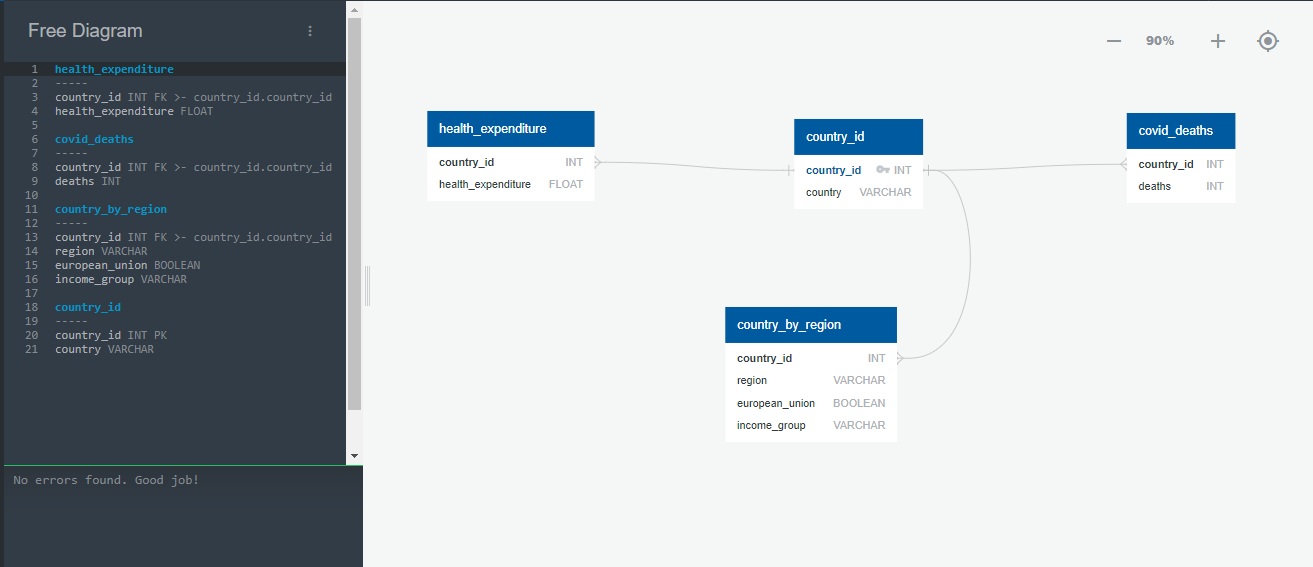 Free Diagram
1 health_expenditure
2 -----
3 country_id INT FK >- country_id.country_id
4 health_expenditure FLOAT
5
6 covid_deaths
7 -----
8 country_id INT FK >- country_id.country_id
9 deaths INT
10
11 country_by_region
12 -----
13 country_id INT FK >- country_id.country_id
14 region VARCHAR
15 european_union BOOLEAN
16 income_group VARCHAR
17
18 country_id
19 -----
20 country_id INT PK
21 country VARCHAR
No errors found. Good job!
90%
health_expenditure
country_id INT
health_expenditure FLOAT
country_id
country_id INT
country VARCHAR
covid_deaths
country_id INT
deaths INT
country_by_region
country_id INT
region VARCHAR
european_union BOOLEAN
income_group VARCHAR